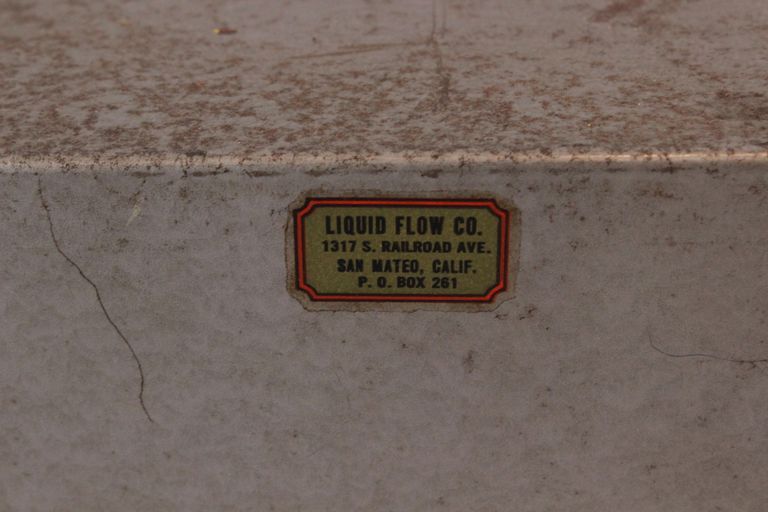 LIQUID FLOW CO.
1317 S. RAILROAD AVE.
SAN MATEO, CALIF.
P. O. BOX 261